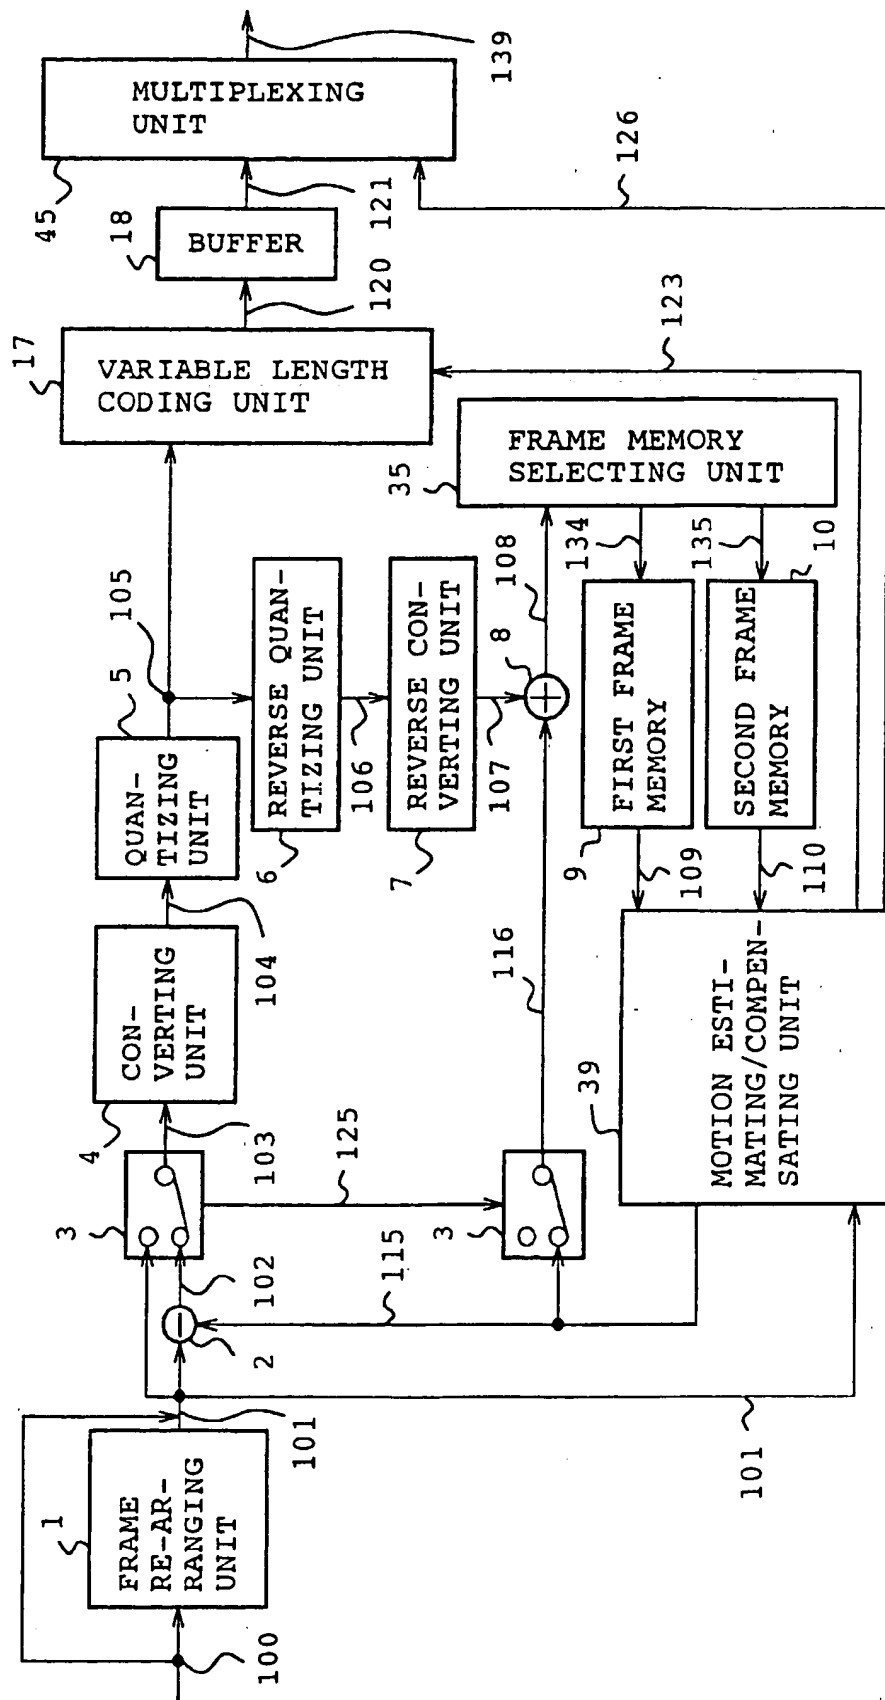 1
FRAME
RE-AR-
RANGING
UNIT
100
101
2
102
3
103
4
CON-
VERTING
UNIT
104
QUAN-
TIZING
UNIT
5
105
17
VARIABLE LENGTH
CODING UNIT
120
18
BUFFER
121
45
MULTIPLEXING
UNIT
139
126
123
125
3
115
6
REVERSE QUAN-
TIZING UNIT
106
7
REVERSE CON-
VERTING UNIT
107
8
108
116
35
FRAME MEMORY
SELECTING UNIT
134
135
9
FIRST FRAME
MEMORY
109
10
SECOND FRAME
MEMORY
110
39
MOTION ESTI-
MATING/COMPEN-
SATING UNIT
101